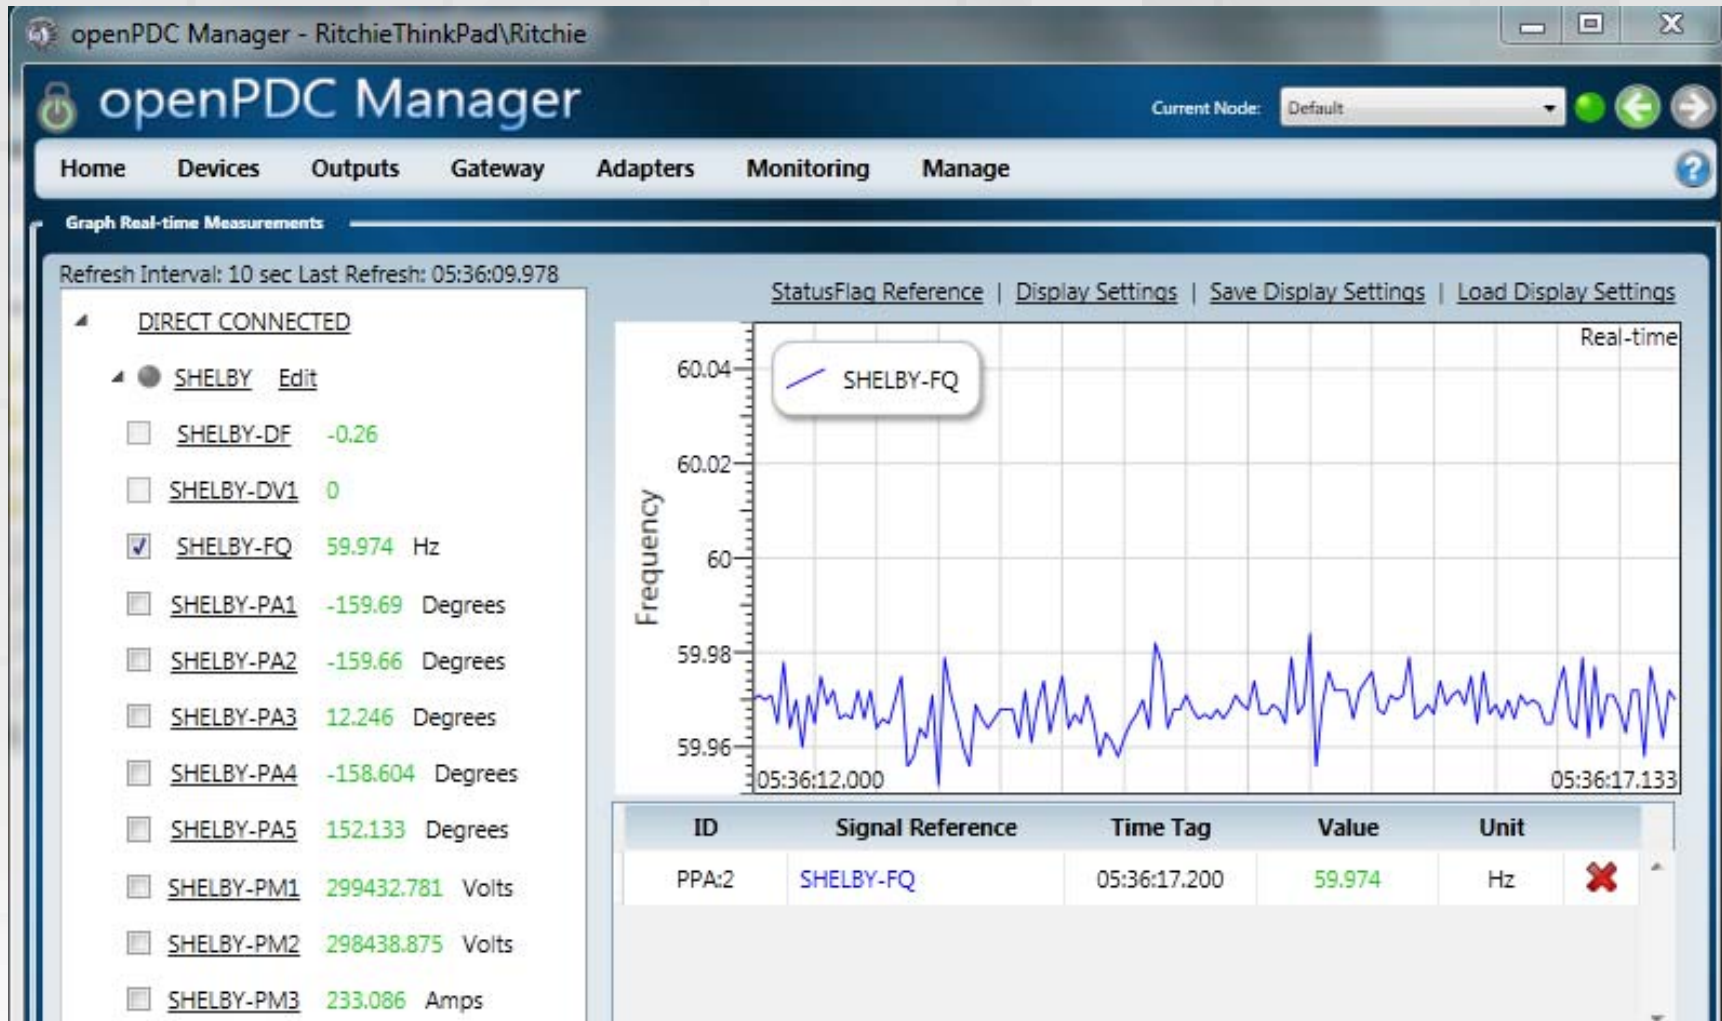 openPDC Manager - RitchieThinkPad\Ritchie
openPDC Manager
Current Node: Default
Home Devices Outputs Gateway Adapters Monitoring Manage
?
Graph Real-time Measurements
Refresh Interval: 10 sec Last Refresh: 05:36:09.978
DIRECT CONNECTED
SHELBY Edit
SHELBY-DF -0.26
SHELBY-DV1 0
SHELBY-FQ 59.974 Hz
SHELBY-PA1 -159.69 Degrees
SHELBY-PA2 -159.66 Degrees
SHELBY-PA3 12.246 Degrees
SHELBY-PA4 -158.604 Degrees
SHELBY-PA5 152.133 Degrees
SHELBY-PM1 299432.781 Volts
SHELBY-PM2 298438.875 Volts
SHELBY-PM3 233.086 Amps
StatusFlag Reference | Display Settings | Save Display Settings | Load Display Settings
Real-time
SHELBY-FQ
Frequency
60.04
60.02
60
59.98
59.96
05:36:12.000 05:36:17.133
ID Signal Reference Time Tag Value Unit
PPA:2 SHELBY-FQ 05:36:17.200 59.974 Hz